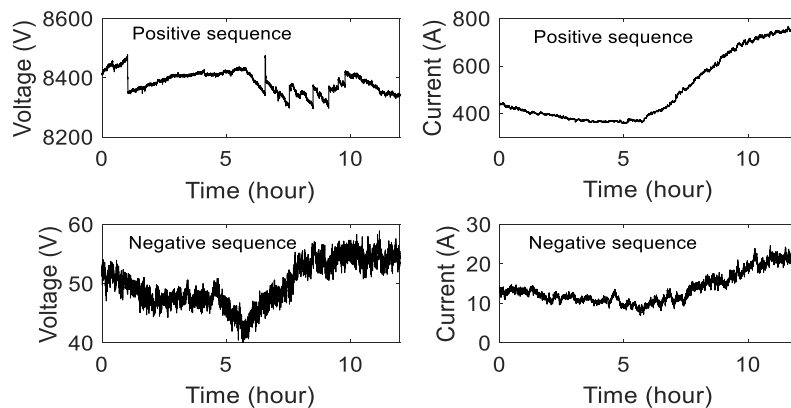 8600
8400
8200
Voltage (V)
Positive sequence
0 5 10
Time (hour)
800
600
400
Current (A)
Positive sequence
0 5 10
Time (hour)
60
50
40
Voltage (V)
Negative sequence
0 5 10
Time (hour)
30
20
10
0
Current (A)
Negative sequence
0 5 10
Time (hour)